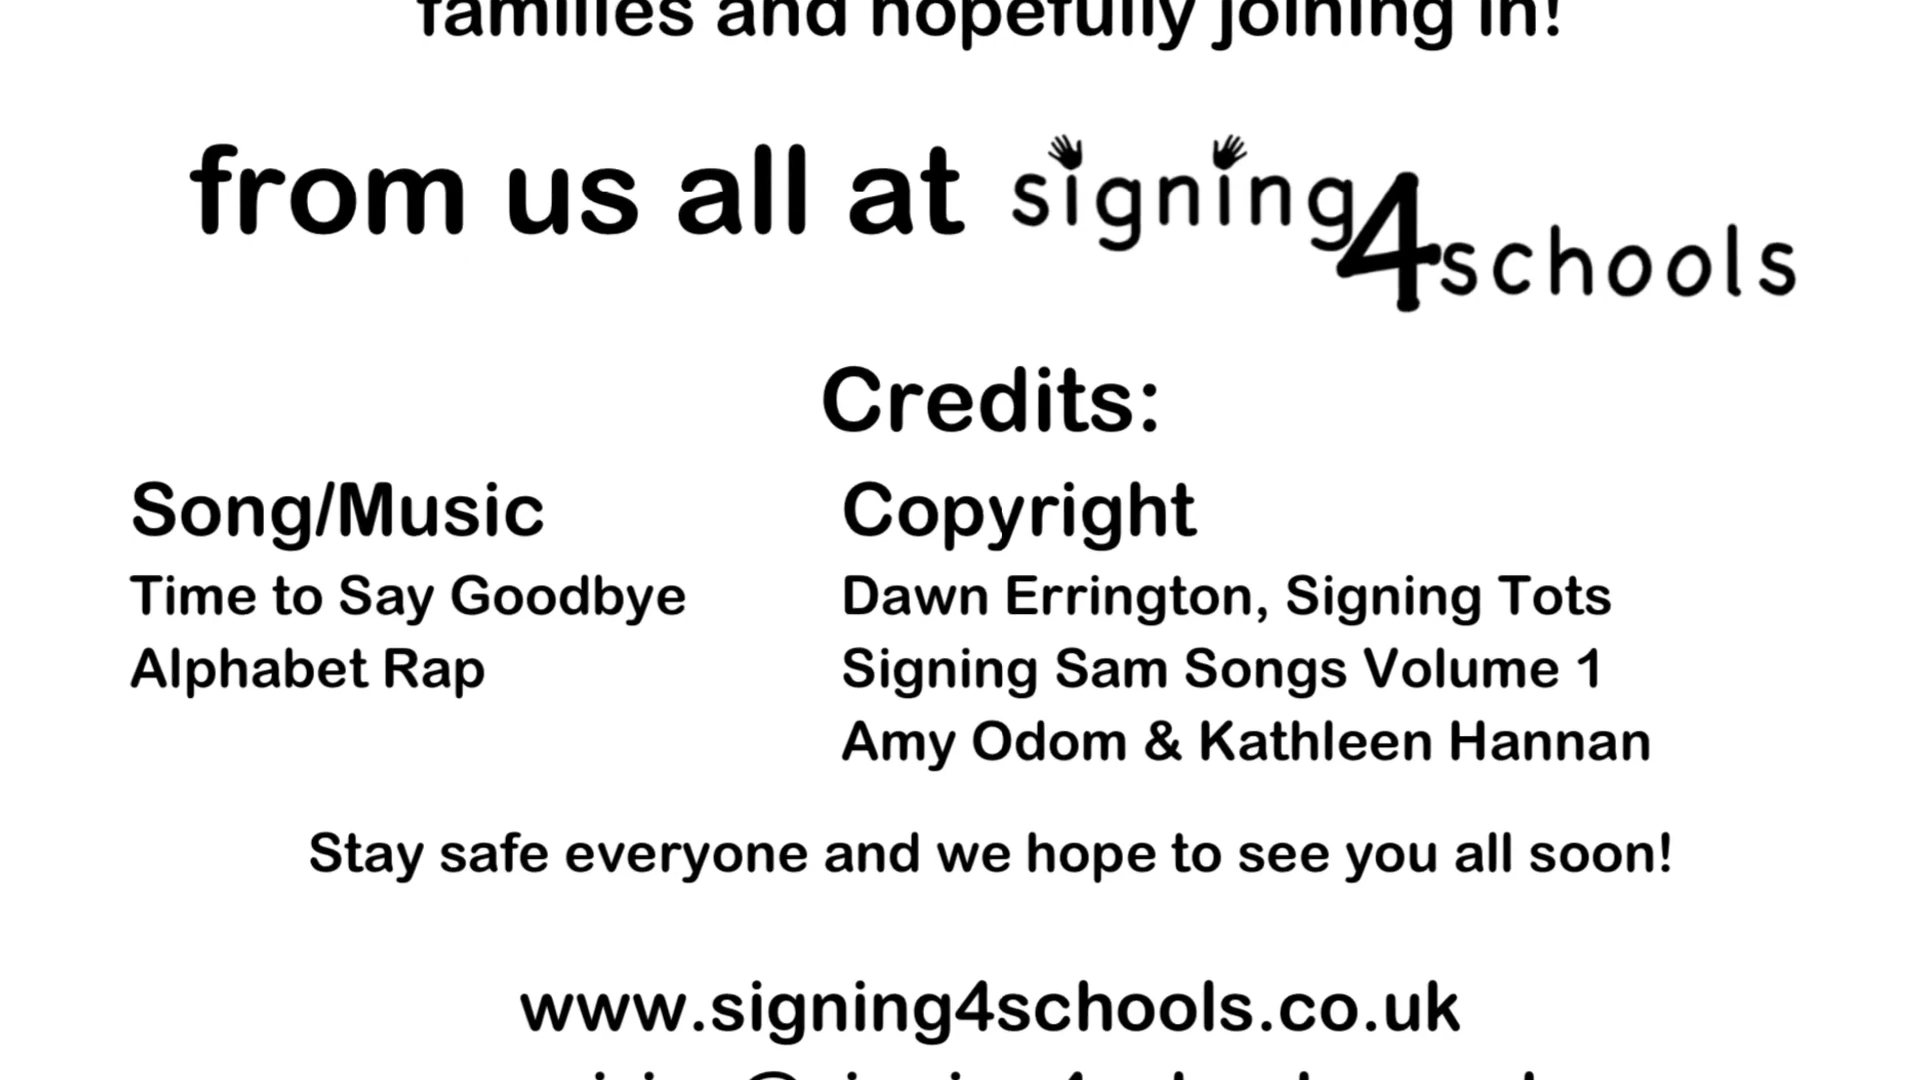 families and hopefully joining in!
from us all at signing4schools
Credits:
Song/Music Copyright
Time to Say Goodbye Dawn Errington, Signing Tots
Alphabet Rap Signing Sam Songs Volume 1
Amy Odom & Kathleen Hannan
Stay safe everyone and we hope to see you all soon!
www.signing4schools.co.uk